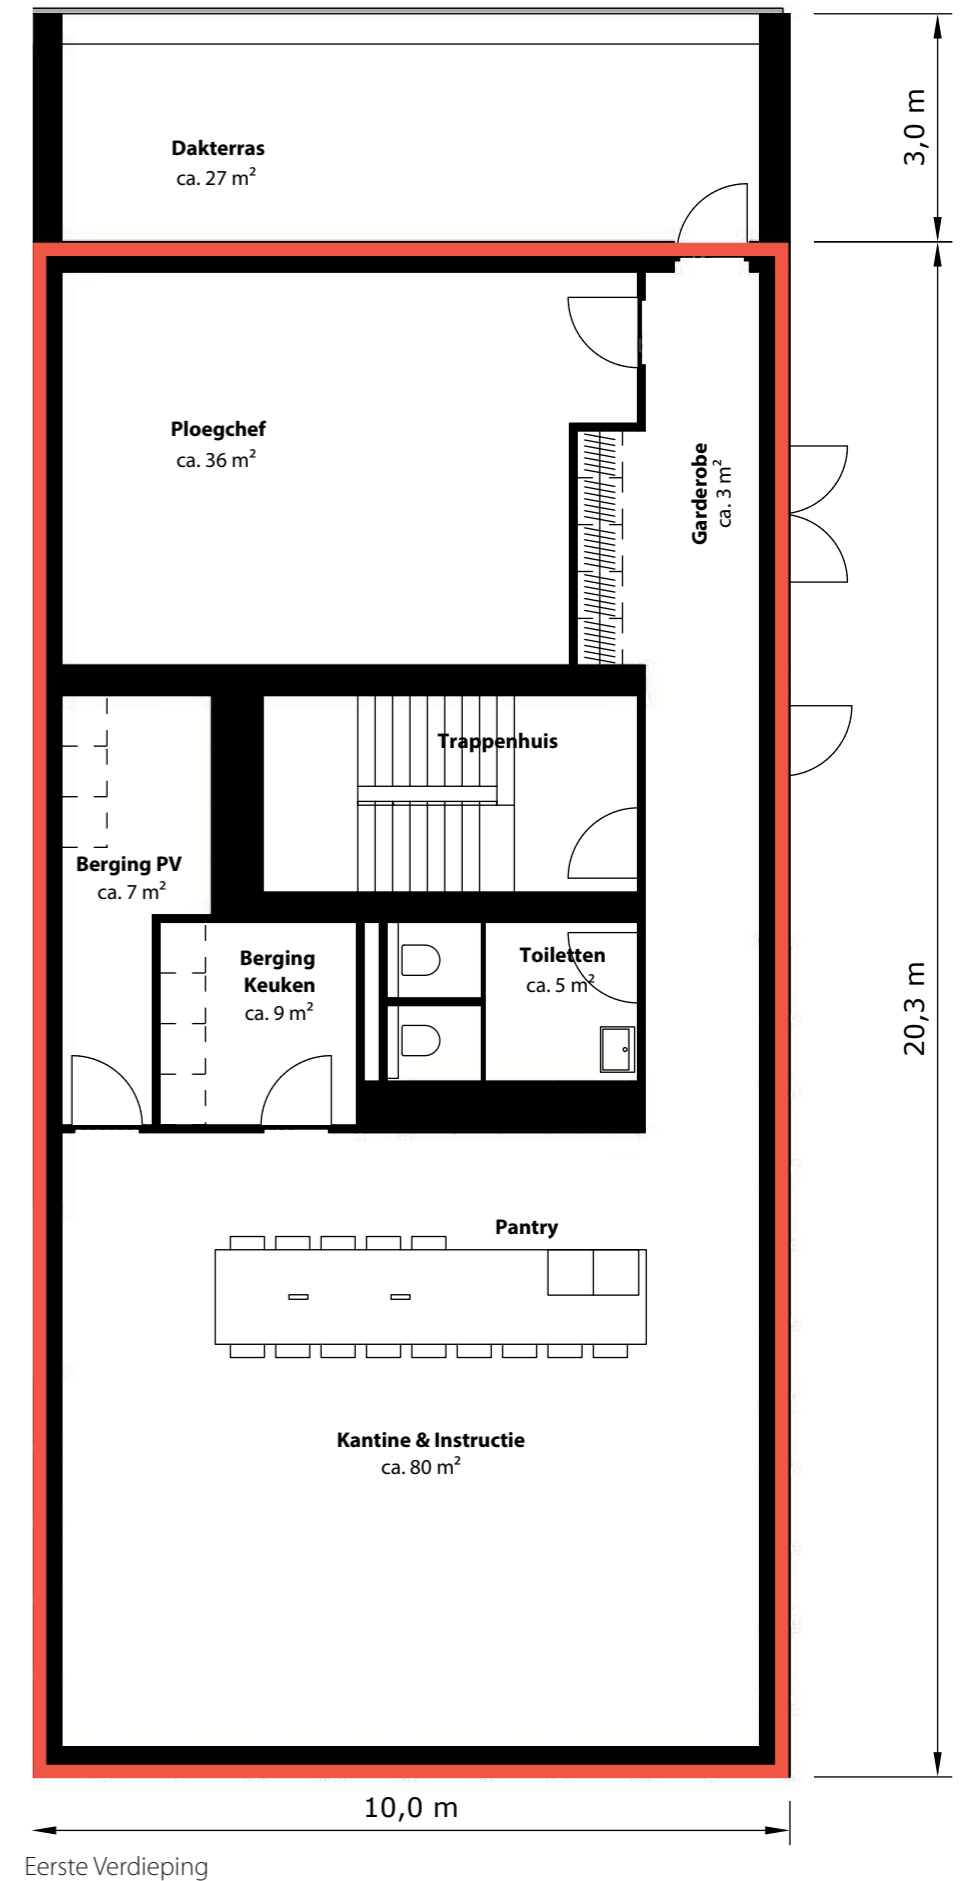 Dakterras
ca. 27 m²
3,0 m
Ploegchef
ca. 36 m²
Garderobe
ca. 3 m²
Trappenhuis
Berging PV
ca. 7 m²
Berging
Keuken
ca. 9 m²
Toiletten
ca. 5 m²
20,3 m
Pantry
Kantine & Instructie
ca. 80 m²
10,0 m
Eerste Verdieping